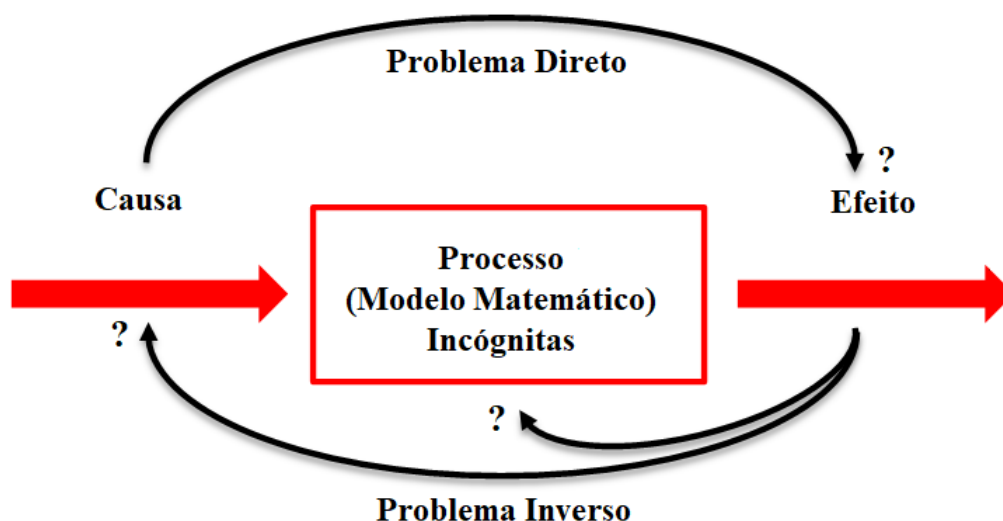 Problema Direto
?
Causa
Efeito
Processo
(Modelo Matemático)
Incógnitas
?
?
Problema Inverso